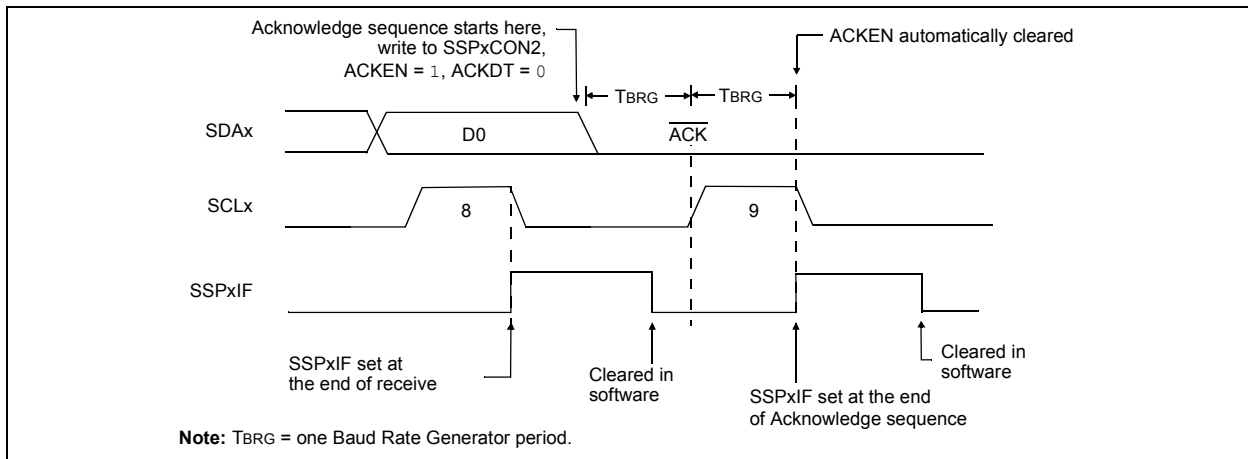 Acknowledge sequence starts here,
write to SSPxCON2,
ACKEN = 1, ACKDT = 0
ACKEN automatically cleared
TBRG
TBRG
SDAx
D0
ACK
SCLx
8
9
SSPxIF
SSPxIF set at
the end of receive
Cleared in
software
SSPxIF set at the end
of Acknowledge sequence
Cleared in
software
Note: TBRG = one Baud Rate Generator period.